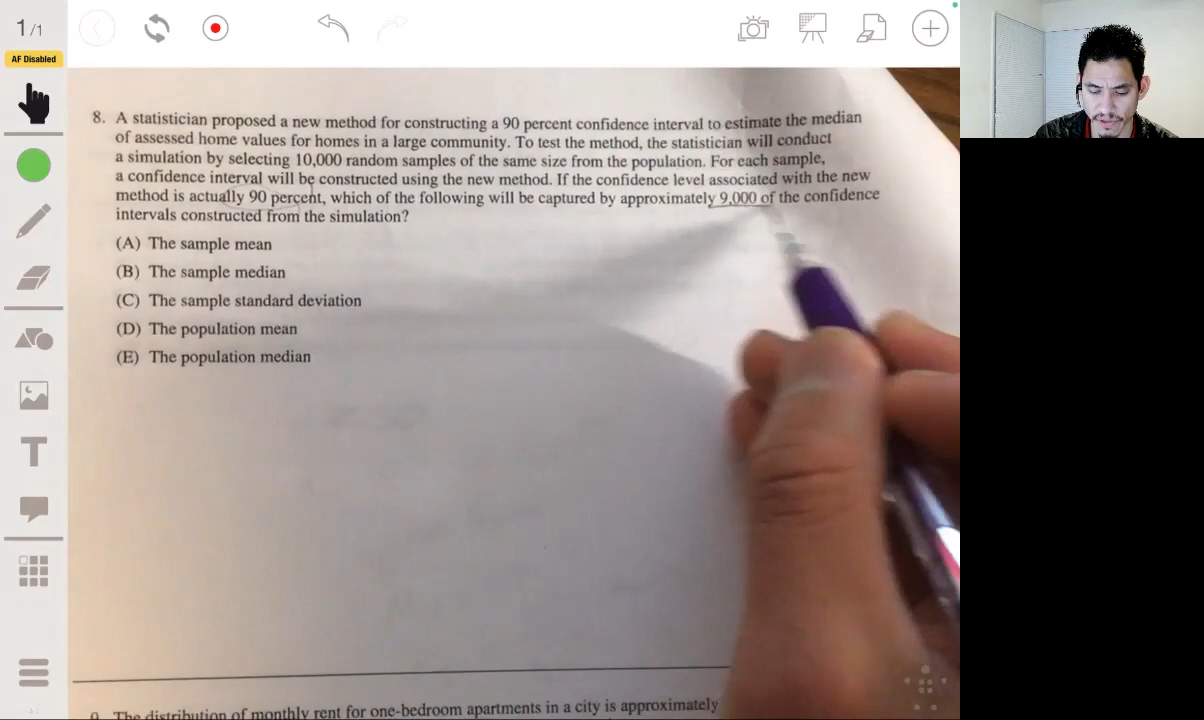 1/1
AF Disabled
T
8. A statistician proposed a new method for constructing a 90 percent confidence interval to estimate the median
of assessed home values for homes in a large community. To test the method, the statistician will conduct
a simulation by selecting 10,000 random samples of the same size from the population. For each sample,
a confidence interval will be constructed using the new method. If the confidence level associated with the new
method is actually 90 percent, which of the following will be captured by approximately 9,000 of the confidence
intervals constructed from the simulation?
(A) The sample mean
(B) The sample median
(C) The sample standard deviation
(D) The population mean
(E) The population median
9. The distribution of monthly rent for one-bedroom apartments in a city is approximately